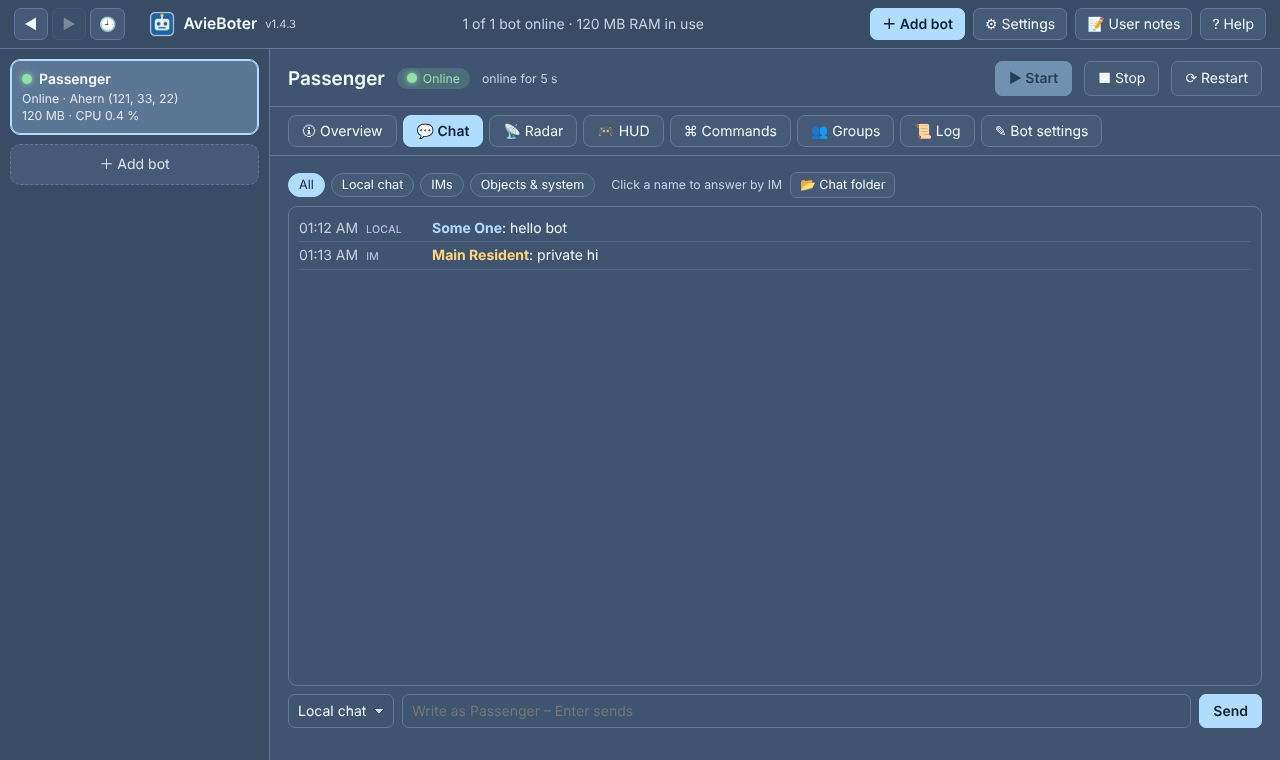 ◀ ▶ 🕘 AvieBoter v1.4.3 1 of 1 bot online · 120 MB RAM in use + Add bot ⚙ Settings 📝 User notes ? Help
Passenger
Online · Ahern (121, 33, 22)
120 MB · CPU 0.4 %
+ Add bot
Passenger Online online for 5 s ▶ Start ■ Stop ⟳ Restart
🛈 Overview 💬 Chat 📡 Radar 🎮 HUD ⌘ Commands 👥 Groups 📜 Log ✎ Bot settings
All Local chat IMs Objects & system Click a name to answer by IM 📂 Chat folder
01:12 AM LOCAL Some One: hello bot
01:13 AM IM Main Resident: private hi
Local chat Write as Passenger – Enter sends Send